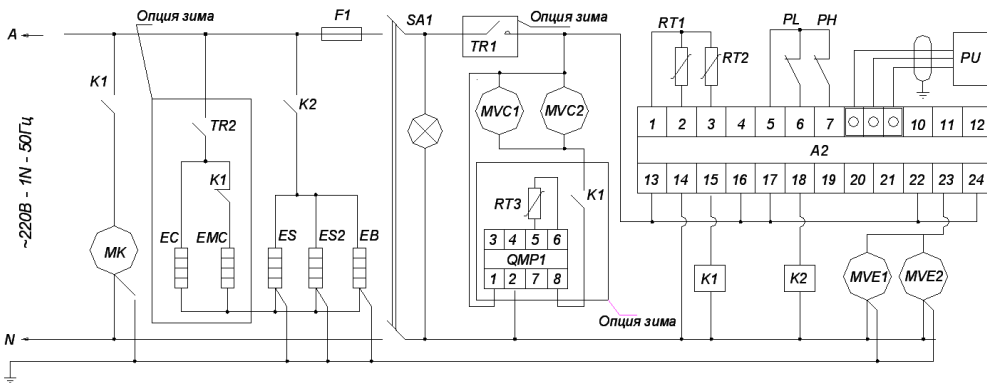 Опция зима
F1
SA1
Опция зима
A
TR1
RT1
PL
PH
K1
K2
RT2
PU
TR2
MVC1
MVC2
1 2 3 4 5 6 7 10 11 12
A2
13 14 15 16 17 18 19 20 21 22 23 24
~220В - 1N - 50Гц
K1
RT3
K1
EC
EMC
ES
ES2
EB
MK
3 4 5 6
QMP1
1 2 7 8
K1
K2
MVE1
MVE2
Опция зима
N